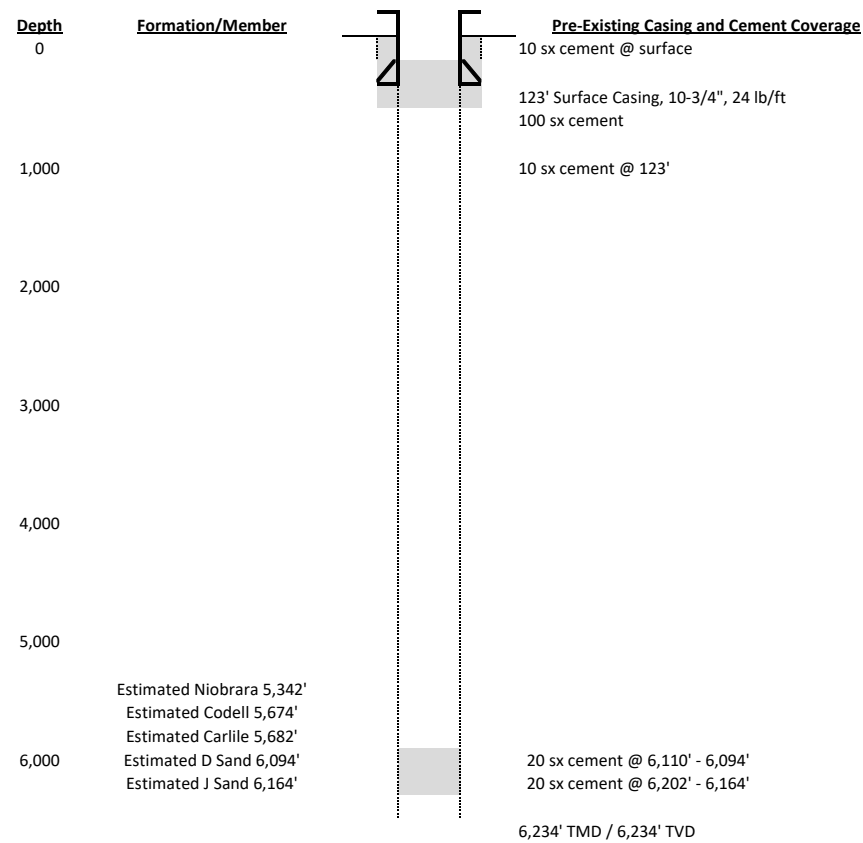 Depth Formation/Member Pre-Existing Casing and Cement Coverage
0 10 sx cement @ surface
123' Surface Casing, 10-3/4", 24 lb/ft
100 sx cement
1,000 10 sx cement @ 123'
2,000
3,000
4,000
5,000
Estimated Niobrara 5,342'
Estimated Codell 5,674'
Estimated Carlile 5,682'
6,000 Estimated D Sand 6,094' 20 sx cement @ 6,110' - 6,094'
Estimated J Sand 6,164' 20 sx cement @ 6,202' - 6,164'
6,234' TMD / 6,234' TVD